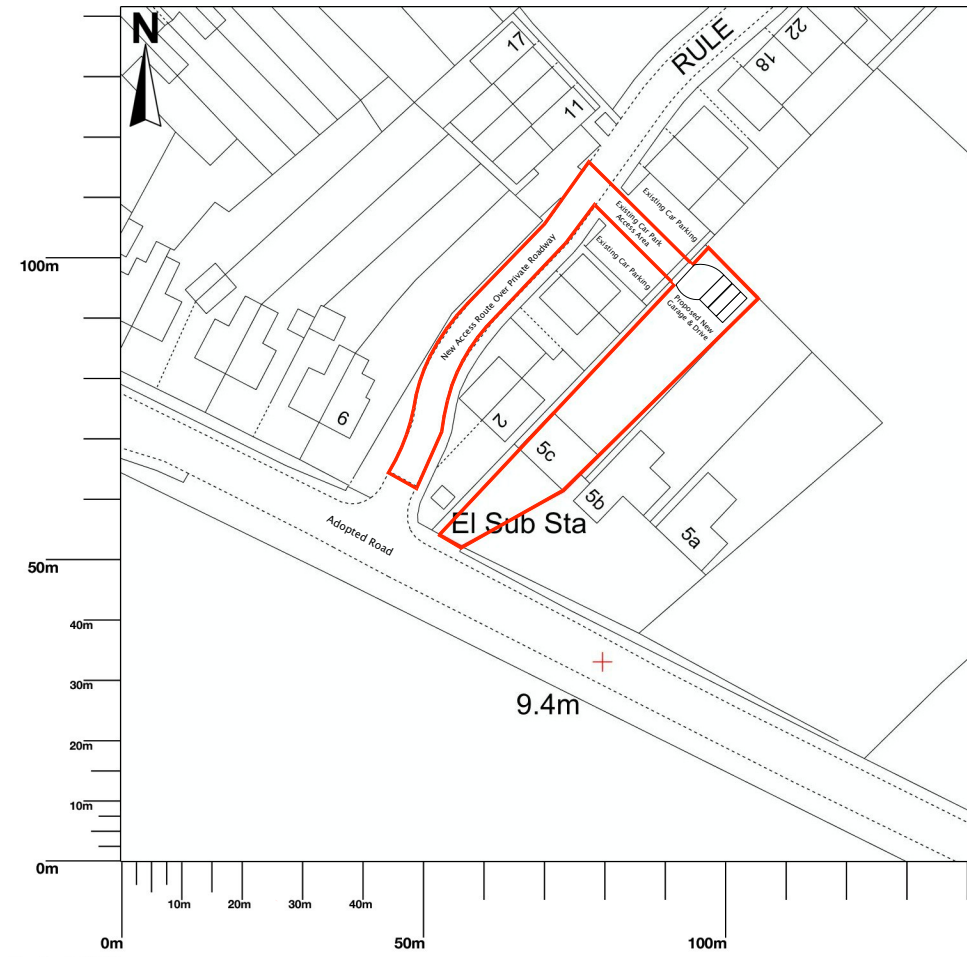 N
RULE
17
11
22
18
Existing Car Parking
Existing Car Park
Access Area
Existing Car Parking
New Access Route Over Private Roadway
Proposed New
Garage & Drive
100m
6
2
5c
5b
5a
El Sub Sta
Adopted Road
50m
40m
30m
20m
10m
0m
9.4m
10m
20m
30m
40m
0m
50m
100m